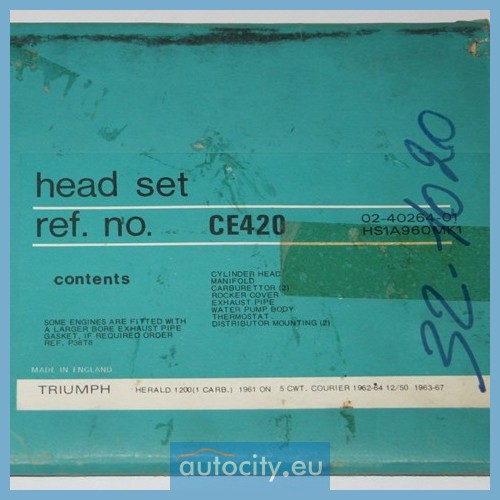 head set
ref. no. CE420
02-40264-01
HS1A960MK1
contents
CYLINDER HEAD
MANIFOLD
CARBURETTOR (2)
ROCKER COVER
EXHAUST PIPE
WATER PUMP BODY
THERMOSTAT
DISTRIBUTOR MOUNTING (2)
SOME ENGINES ARE FITTED WITH
A LARGER BORE EXHAUST PIPE
GASKET, IF REQUIRED ORDER
REF. P38T6
MADE IN ENGLAND
TRIUMPH HERALD 1200(1 CARB.) 1961 ON 5 CWT. COURIER 1962-64 12/50 1963-67
autocity.eu